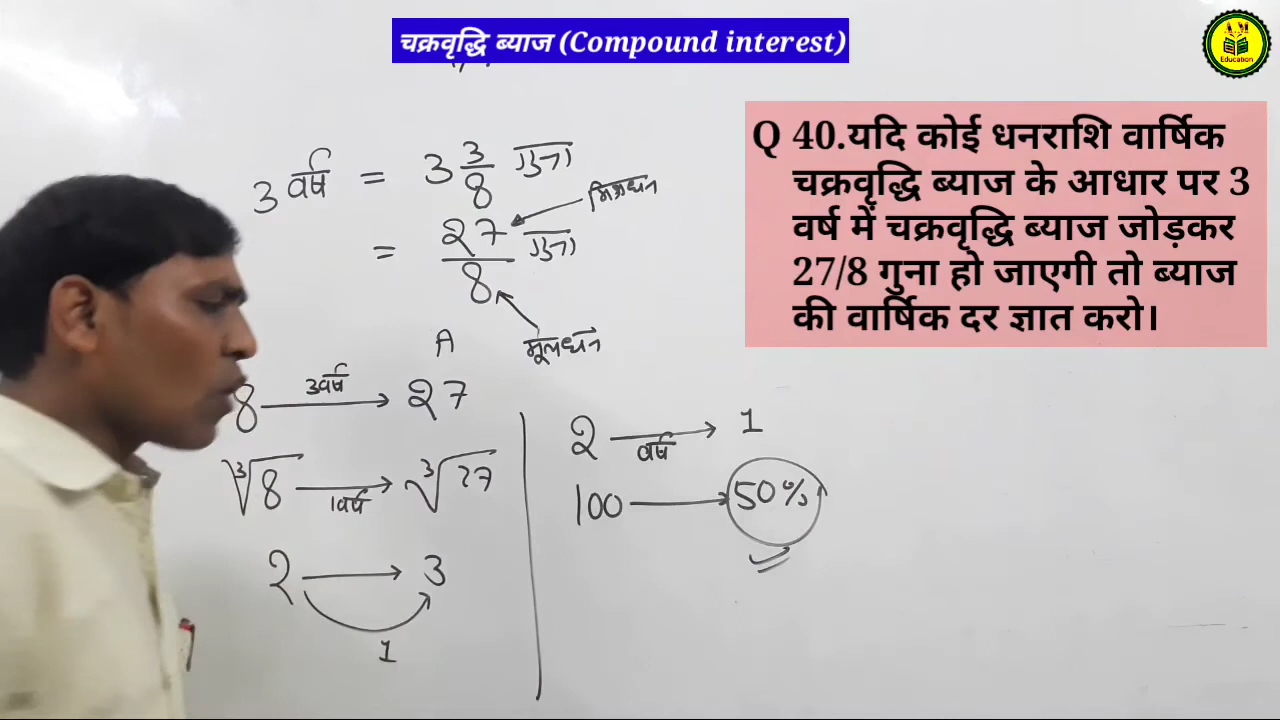 चक्रवृद्धि ब्याज (Compound interest)
Education
Q 40.यदि कोई धनराशि वार्षिक
चक्रवृद्धि ब्याज के आधार पर 3
वर्ष में चक्रवृद्धि ब्याज जोड़कर
27/8 गुना हो जाएगी तो ब्याज
की वार्षिक दर ज्ञात करो।
3 वर्ष = 3 3/8 गुना
मिश्रधन
= 27/8 गुना
मूलधन
A
8 3वर्ष → 27
∛8 1वर्ष → ∛27
2 → 3
1
2 वर्ष → 1
100 → 50%